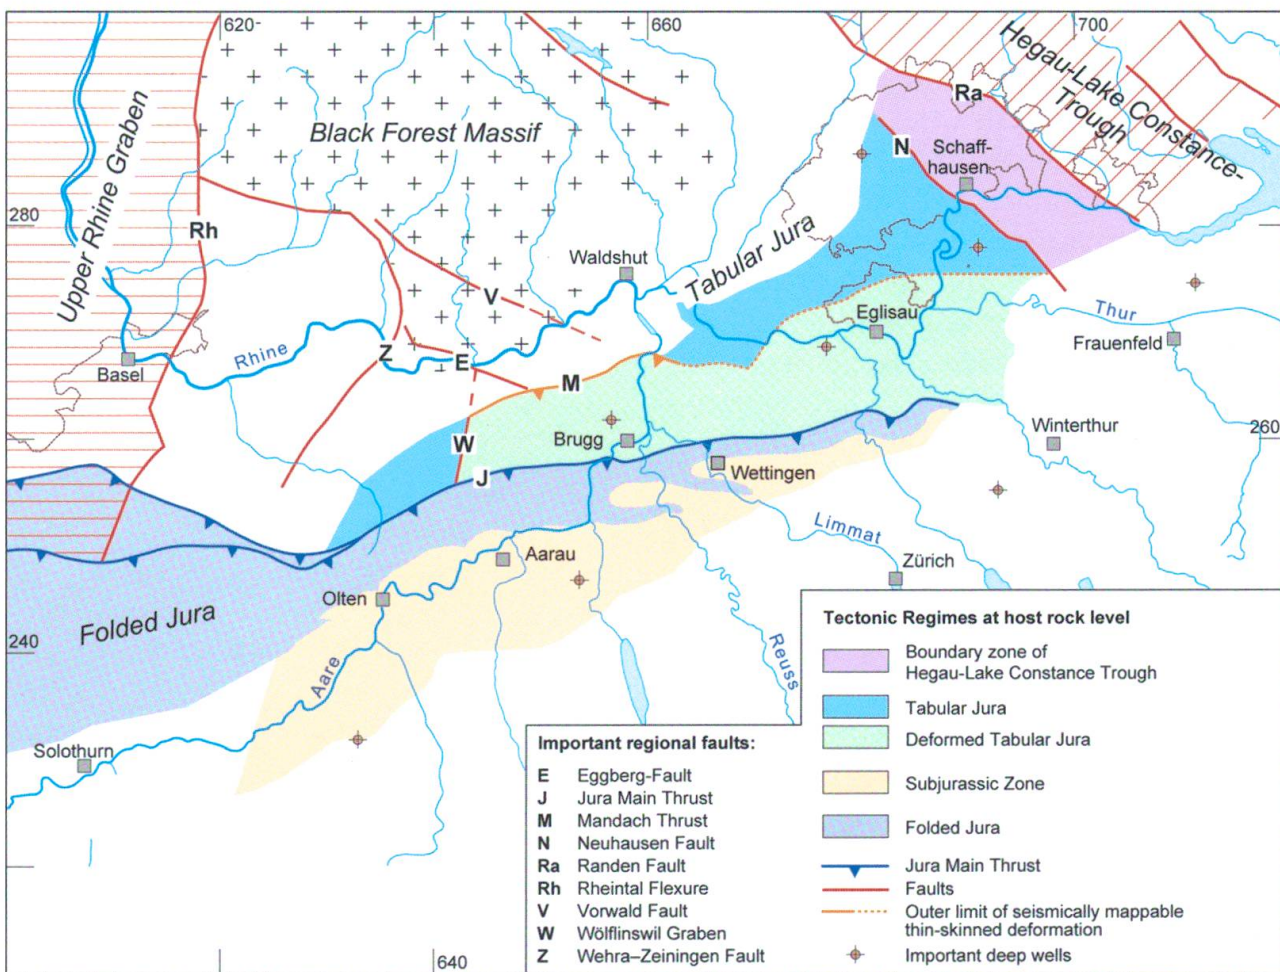 620
660
700
Hegau-Lake Constance-
Trough
Ra
Black Forest Massif
N
Schaff-
hausen
Upper Rhine Graben
280
Rh
Tabular Jura
Waldshut
V
Eglisau
Thur
Frauenfeld
Rhine
Z
E
Basel
M
Winterthur
260
Brugg
W
J
Wettingen
Limmat
Zürich
Aarau
Olten
Folded Jura
240
Aare
Reuss
Solothurn
640
Important regional faults:
E Eggberg-Fault
J Jura Main Thrust
M Mandach Thrust
N Neuhausen Fault
Ra Randen Fault
Rh Rheintal Flexure
V Vorwald Fault
W Wölflinswil Graben
Z Wehra–Zeiningen Fault
Tectonic Regimes at host rock level
Boundary zone of
Hegau-Lake Constance Trough
Tabular Jura
Deformed Tabular Jura
Subjurassic Zone
Folded Jura
Jura Main Thrust
Faults
Outer limit of seismically mappable
thin-skinned deformation
Important deep wells